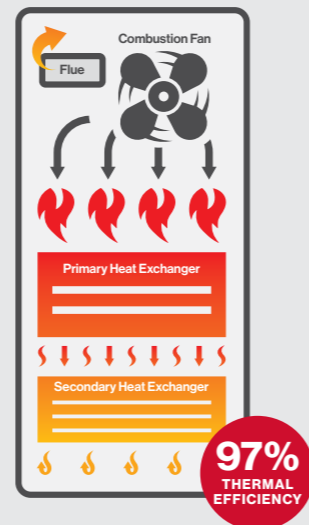 Combustion Fan
Flue
Primary Heat Exchanger
Secondary Heat Exchanger
97%
THERMAL
EFFICIENCY